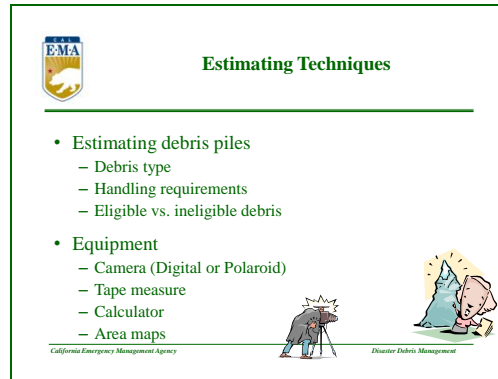 CAL
E·M·A
Estimating Techniques
• Estimating debris piles
– Debris type
– Handling requirements
– Eligible vs. ineligible debris
• Equipment
– Camera (Digital or Polaroid)
– Tape measure
– Calculator
– Area maps
California Emergency Management Agency
Disaster Debris Management